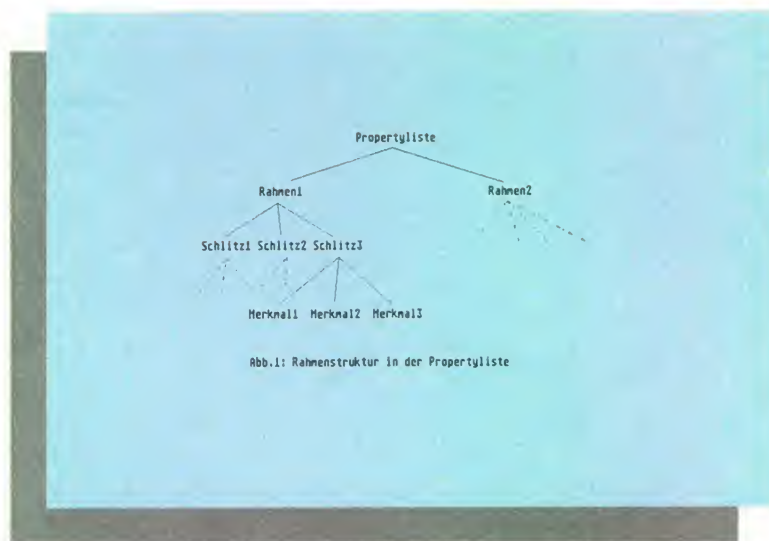 Propertyliste
Rahmen1 Rahmen2
Schlitz1 Schlitz2 Schlitz3
Merkmal1 Merkmal2 Merkmal3
Abb.1: Rahmenstruktur in der Propertyliste